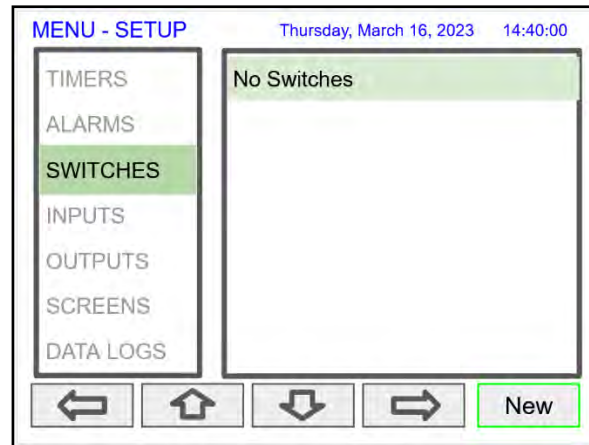 MENU - SETUP Thursday, March 16, 2023 14:40:00
TIMERS
ALARMS
SWITCHES
INPUTS
OUTPUTS
SCREENS
DATA LOGS
No Switches
New